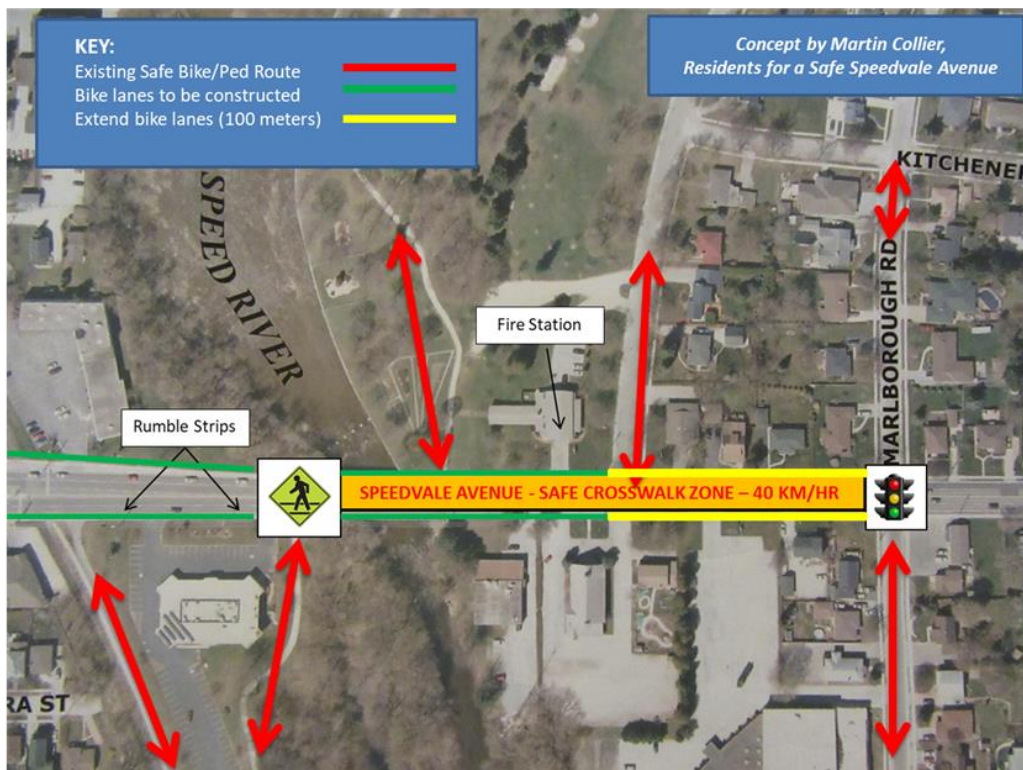 KEY:
Existing Safe Bike/Ped Route
Bike lanes to be constructed
Extend bike lanes (100 meters)
Concept by Martin Collier,
Residents for a Safe Speedvale Avenue
KITCHENER
SPEED RIVER
Fire Station
MARLBOROUGH RD
Rumble Strips
SPEEDVALE AVENUE - SAFE CROSSWALK ZONE – 40 KM/HR
RA ST